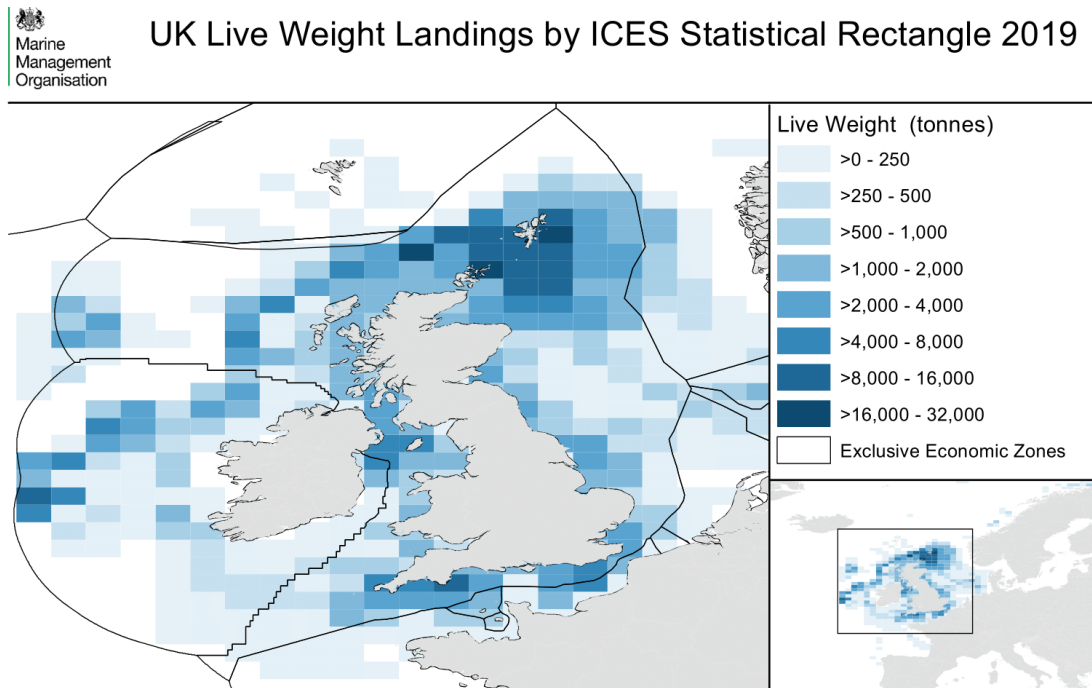 Marine
Management
Organisation
UK Live Weight Landings by ICES Statistical Rectangle 2019
Live Weight (tonnes)
>0 - 250
>250 - 500
>500 - 1,000
>1,000 - 2,000
>2,000 - 4,000
>4,000 - 8,000
>8,000 - 16,000
>16,000 - 32,000
Exclusive Economic Zones